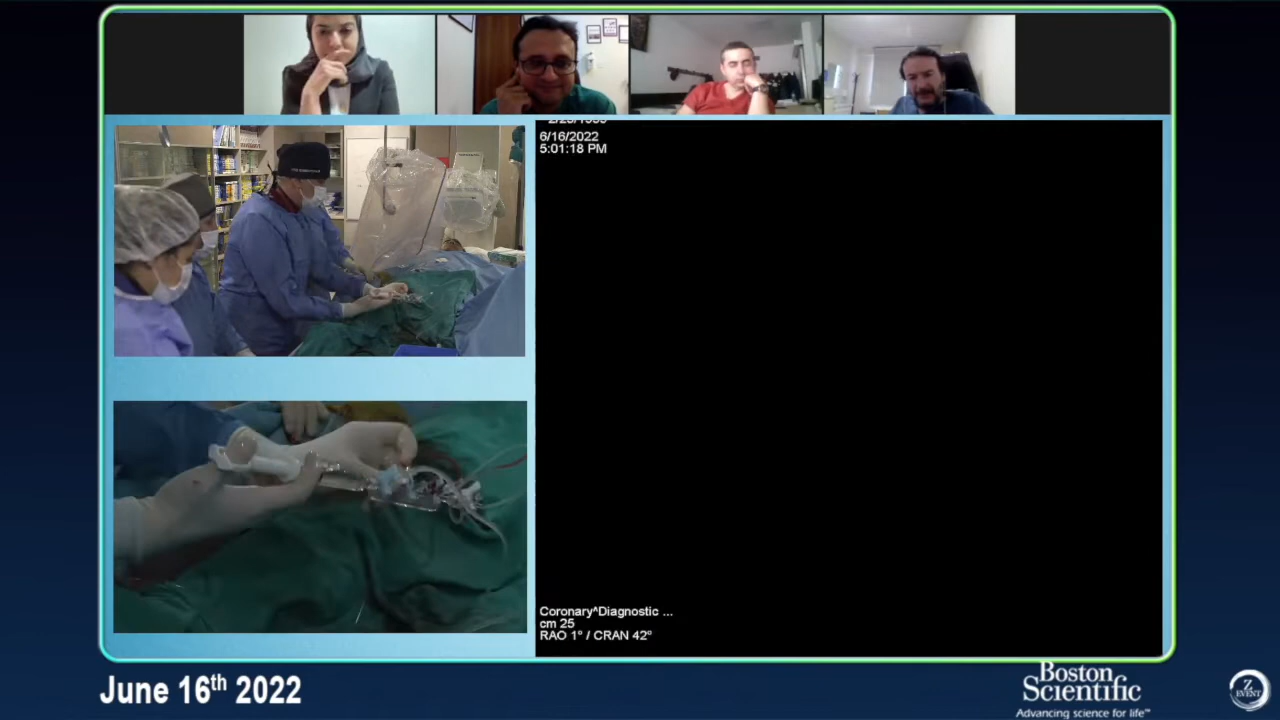 6/16/2022
5:01:18 PM
Coronary^Diagnostic ...
cm 25
RAO 1° / CRAN 42°
June 16th 2022
Boston
Scientific
Advancing science for life™
Z
EVENT